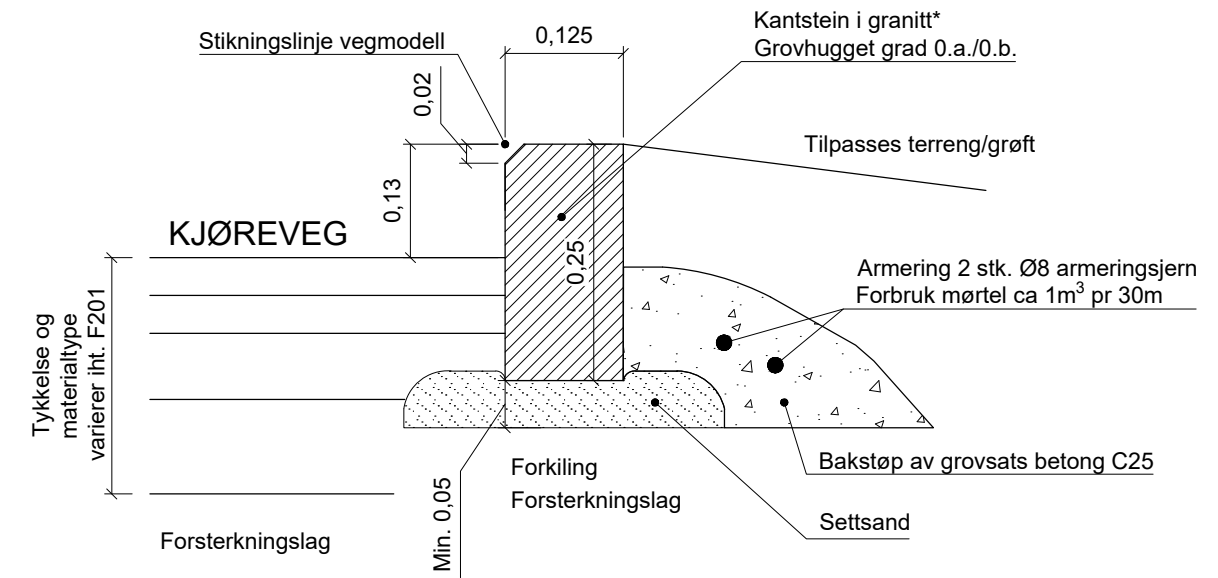 Kantstein i granitt*
Grovhugget grad 0.a./0.b.
Stikningslinje vegmodell
0,125
0,02
Tilpasses terreng/grøft
0,13
KJØREVEG
0,25
Armering 2 stk. Ø8 armeringsjern
Forbruk mørtel ca 1m³ pr 30m
Tykkelse og
materialtype
varierer iht. F201
Bakstøp av grovsats betong C25
Forkiling
Forsterkningslag
Min. 0,05
Settsand
Forsterkningslag